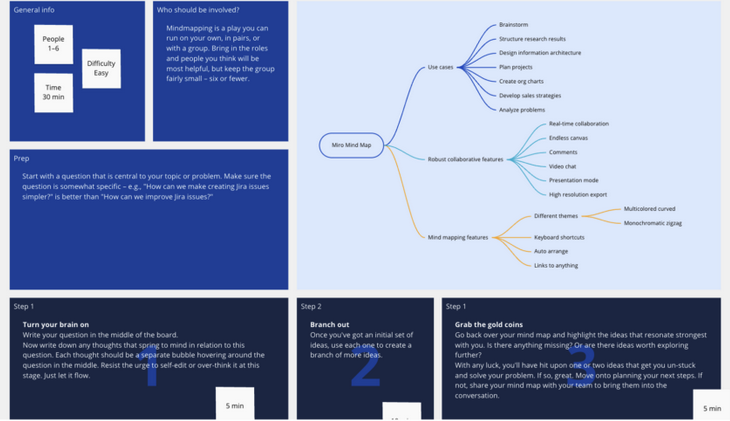 General info
People
1–6
Difficulty
Easy
Time
30 min
Who should be involved?
Mindmapping is a play you can
run on your own, in pairs, or
with a group. Bring in the roles
and people you think will be
most helpful, but keep the group
fairly small – six or fewer.
Prep
Start with a question that is central to your topic or problem. Make sure the
question is somewhat specific – e.g., "How can we make creating Jira issues
simpler?" is better than "How can we improve Jira issues?"
Miro Mind Map
Use cases
Brainstorm
Structure research results
Design information architecture
Plan projects
Create org charts
Develop sales strategies
Analyze problems
Robust collaborative features
Real-time collaboration
Endless canvas
Comments
Video chat
Presentation mode
High resolution export
Mind mapping features
Different themes
Multicolored curved
Monochromatic zigzag
Keyboard shortcuts
Auto arrange
Links to anything
Step 1
Turn your brain on
Write your question in the middle of the board.
Now write down any thoughts that spring to mind in relation to this
question. Each thought should be a separate bubble hovering around the
question in the middle. Resist the urge to self-edit or over-think it at this
stage. Just let it flow.
1
5 min
Step 2
Branch out
Once you've got an initial set of
ideas, use each one to create a
branch of more ideas.
2
Step 1
Grab the gold coins
Go back over your mind map and highlight the ideas that resonate strongest
with you. Is there anything missing? Or are there ideas worth exploring
further?
With any luck, you'll have hit upon one or two ideas that get you un-stuck
and solve your problem. If so, great. Move onto planning your next steps. If
not, share your mind map with your team to bring them into the
conversation.
3
5 min